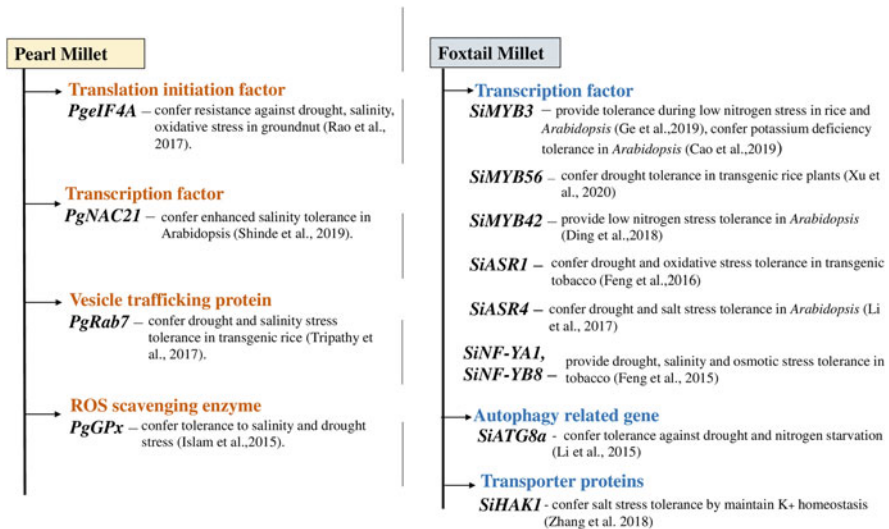 Pearl Millet
Translation initiation factor
PgeIF4A – confer resistance against drought, salinity,
oxidative stress in groundnut (Rao et al.,
2017).
Transcription factor
PgNAC21 – confer enhanced salinity tolerance in
Arabidopsis (Shinde et al., 2019).
Vesicle trafficking protein
PgRab7 – confer drought and salinity stress
tolerance in transgenic rice (Tripathy et
al., 2017).
ROS scavenging enzyme
PgGPx – confer tolerance to salinity and drought
stress (Islam et al.,2015).
Foxtail Millet
Transcription factor
SiMYB3 – provide tolerance during low nitrogen stress in rice and
Arabidopsis (Ge et al.,2019), confer potassium deficiency
tolerance in Arabidopsis (Cao et al.,2019)
SiMYB56 – confer drought tolerance in transgenic rice plants (Xu et
al., 2020)
SiMYB42 – provide low nitrogen stress tolerance in Arabidopsis
(Ding et al.,2018)
SiASR1 – confer drought and oxidative stress tolerance in transgenic
tobacco (Feng et al.,2016)
SiASR4 – confer drought and salt stress tolerance in Arabidopsis (Li
et al., 2017)
SiNF-YA1,
SiNF-YB8 – provide drought, salinity and osmotic stress tolerance in
tobacco (Feng et al., 2015)
Autophagy related gene
SiATG8a - confer tolerance against drought and nitrogen starvation
(Li et al., 2015)
Transporter proteins
SiHAK1 - confer salt stress tolerance by maintain K+ homeostasis
(Zhang et al. 2018)